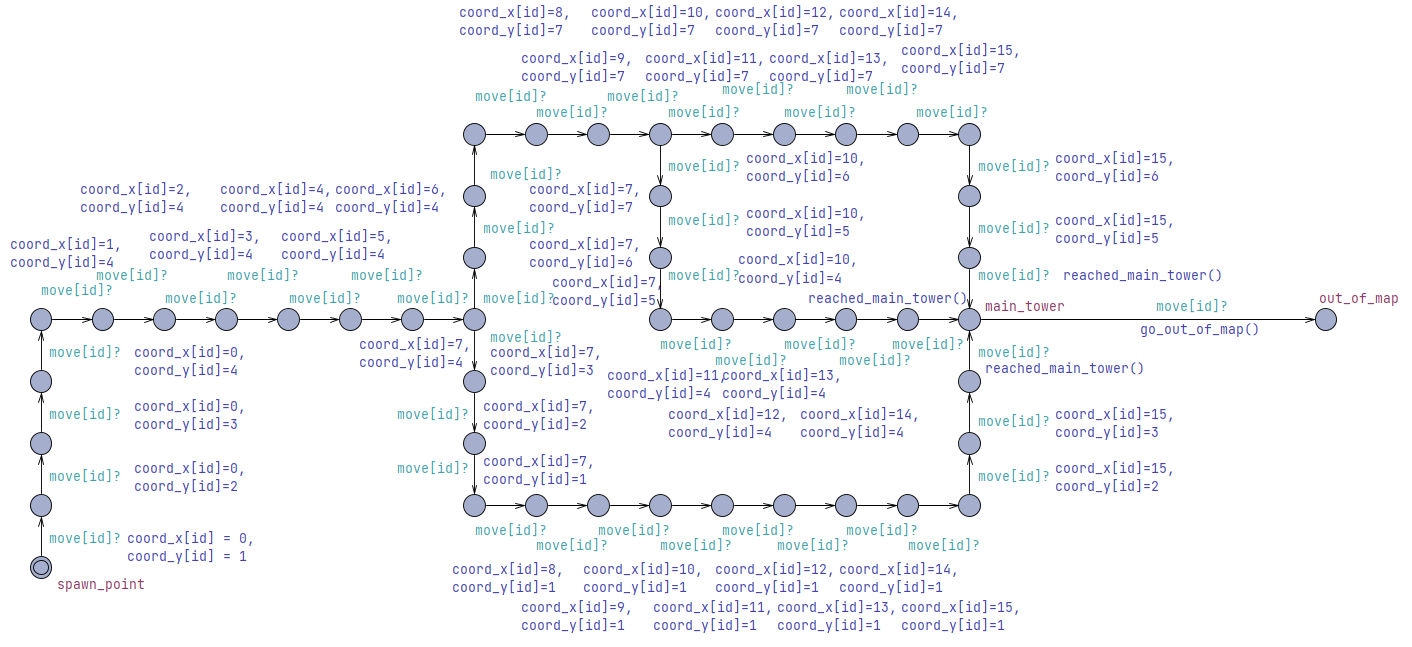 coord_x[id]=8, coord_x[id]=10, coord_x[id]=12, coord_x[id]=14,
coord_y[id]=7 coord_y[id]=7 coord_y[id]=7 coord_y[id]=7
coord_x[id]=9, coord_x[id]=11, coord_x[id]=13, coord_x[id]=15,
coord_y[id]=7 coord_y[id]=7 coord_y[id]=7 coord_y[id]=7
move[id]? move[id]? move[id]? move[id]?
move[id]? move[id]? move[id]? move[id]?
move[id]? coord_x[id]=10, move[id]? coord_x[id]=15,
coord_y[id]=6 coord_y[id]=6
move[id]? coord_x[id]=7,
coord_y[id]=7
coord_x[id]=2, coord_x[id]=4, coord_x[id]=6,
coord_y[id]=4 coord_y[id]=4 coord_y[id]=4
move[id]? coord_x[id]=10, move[id]? coord_x[id]=15,
coord_y[id]=5 coord_y[id]=5
move[id]? coord_x[id]=7,
coord_y[id]=6
coord_x[id]=1, coord_x[id]=3, coord_x[id]=5,
coord_y[id]=4 coord_y[id]=4 coord_y[id]=4
move[id]? coord_x[id]=10,
coord_y[id]=4
move[id]? reached_main_tower()
move[id]? move[id]? move[id]?
move[id]? move[id]? move[id]? move[id]?
move[id]? coord_x[id]=7,
coord_y[id]=5
reached_main_tower() main_tower move[id]? out_of_map
go_out_of_map()
coord_x[id]=7,
coord_y[id]=4
move[id]? coord_x[id]=7,
coord_y[id]=3
move[id]? move[id]? move[id]?
move[id]? move[id]?
move[id]?
reached_main_tower()
move[id]? coord_x[id]=0,
coord_y[id]=4
coord_x[id]=11, coord_x[id]=13,
coord_y[id]=4 coord_y[id]=4
coord_x[id]=12, coord_x[id]=14,
coord_y[id]=4 coord_y[id]=4
move[id]? coord_x[id]=0,
coord_y[id]=3
move[id]? coord_x[id]=7,
coord_y[id]=2
move[id]? coord_x[id]=15,
coord_y[id]=3
move[id]? coord_x[id]=0,
coord_y[id]=2
move[id]? coord_x[id]=7,
coord_y[id]=1
move[id]? coord_x[id]=15,
coord_y[id]=2
move[id]? coord_x[id] = 0,
coord_y[id] = 1
spawn_point
move[id]? move[id]? move[id]? move[id]?
move[id]? move[id]? move[id]? move[id]?
coord_x[id]=8, coord_x[id]=10, coord_x[id]=12, coord_x[id]=14,
coord_y[id]=1 coord_y[id]=1 coord_y[id]=1 coord_y[id]=1
coord_x[id]=9, coord_x[id]=11, coord_x[id]=13, coord_x[id]=15,
coord_y[id]=1 coord_y[id]=1 coord_y[id]=1 coord_y[id]=1